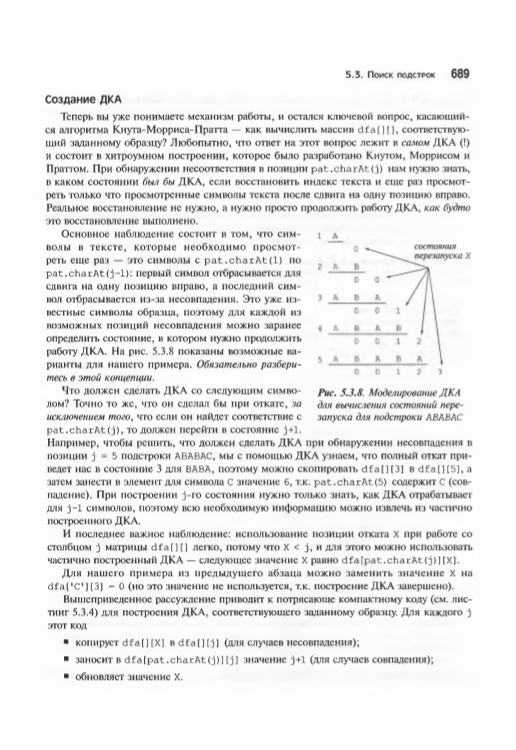 5.3. Поиск подстрок 689
Создание ДКА
Теперь вы уже понимаете механизм работы, и остался ключевой вопрос, касающий-
ся алгоритма Кнута-Морриса-Пратта — как вычислить массив dfa[][], соответствую-
щий заданному образцу? Любопытно, что ответ на этот вопрос лежит в самом ДКА (!)
и состоит в хитроумном построении, которое было разработано Кнутом, Моррисом и
Праттом. При обнаружении несоответствия в позиции pat.charAt(j) нам нужно знать,
в каком состоянии был бы ДКА, если восстановить индекс текста и еще раз просмот-
реть только что просмотренные символы текста после сдвига на одну позицию вправо.
Реальное восстановление не нужно, а нужно просто продолжить работу ДКА, как будто
это восстановление выполнено.
Основное наблюдение состоит в том, что сим-
волы в тексте, которые необходимо просмот-
реть еще раз — это символы с pat.charAt(1) по
pat.charAt(j-1): первый символ отбрасывается для
сдвига на одну позицию вправо, а последний сим-
вол отбрасывается из-за несовпадения. Это уже из-
вестные символы образца, поэтому для каждой из
возможных позиций несовпадения можно заранее
определить состояние, в котором нужно продолжить
работу ДКА. На рис. 5.3.8 показаны возможные ва-
рианты для нашего примера. Обязательно разбери-
тесь в этой концепции.
Что должен сделать ДКА со следующим симво-
лом? Точно то же, что он сделал бы при откате, за
исключением того, что если он найдет соответствие с
pat.charAt(j), то должен перейти в состояние j+1.
1 A
0
состояния
перезапуска X
2 A B
0 0
3 A B A
0 0 1
4 A B A B
0 0 1 2
5 A B A B A
0 0 1 2 3
Рис. 5.3.8. Моделирование ДКА
для вычисления состояний пере-
запуска для подстроки ABABAC
Например, чтобы решить, что должен сделать ДКА при обнаружении несовпадения в
позиции j = 5 подстроки ABABAC, мы с помощью ДКА узнаем, что полный откат при-
ведет нас в состояние 3 для BABA, поэтому можно скопировать dfa[][3] в dfa[][5], а
затем занести в элемент для символа C значение 6, т.к. pat.charAt(5) содержит C (сов-
падение). При построении j-го состояния нужно только знать, как ДКА отрабатывает
для j-1 символов, поэтому всю необходимую информацию можно извлечь из частично
построенного ДКА.
И последнее важное наблюдение: использование позиции отката X при работе со
столбцом j матрицы dfa[][] легко, потому что X < j, и для этого можно использовать
частично построенный ДКА — следующее значение X равно dfa[pat.charAt(j)][X].
Для нашего примера из предыдущего абзаца можно заменить значение X на
dfa['C'][3] = 0 (но это значение не используется, т.к. построение ДКА завершено).
Вышеприведенное рассуждение приводит к потрясающе компактному коду (см. лис-
тинг 5.3.4) для построения ДКА, соответствующего заданному образцу. Для каждого j
этот код
■ копирует dfa[][X] в dfa[][j] (для случаев несовпадения);
■ заносит в dfa[pat.charAt(j)][j] значение j+1 (для случаев совпадения);
■ обновляет значение X.